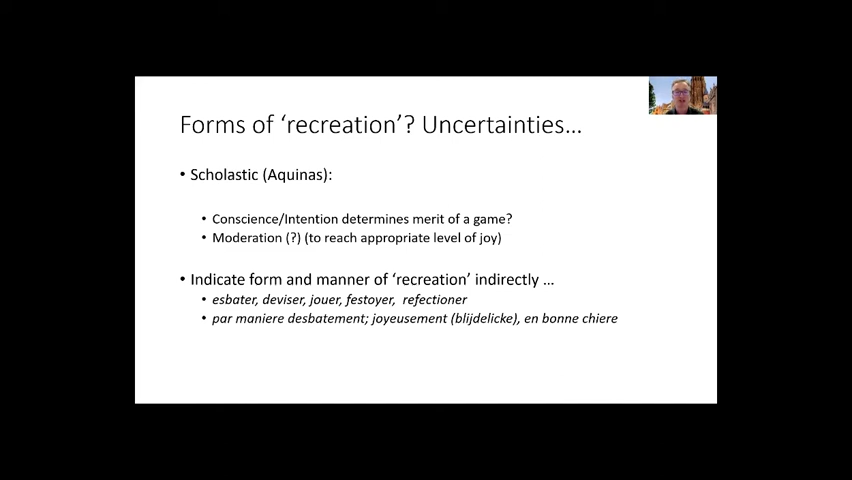 Forms of ‘recreation’? Uncertainties…
• Scholastic (Aquinas):
• Conscience/Intention determines merit of a game?
• Moderation (?) (to reach appropriate level of joy)
• Indicate form and manner of ‘recreation’ indirectly …
• esbater, deviser, jouer, festoyer, refectioner
• par maniere desbatement; joyeusement (blijdelicke), en bonne chiere